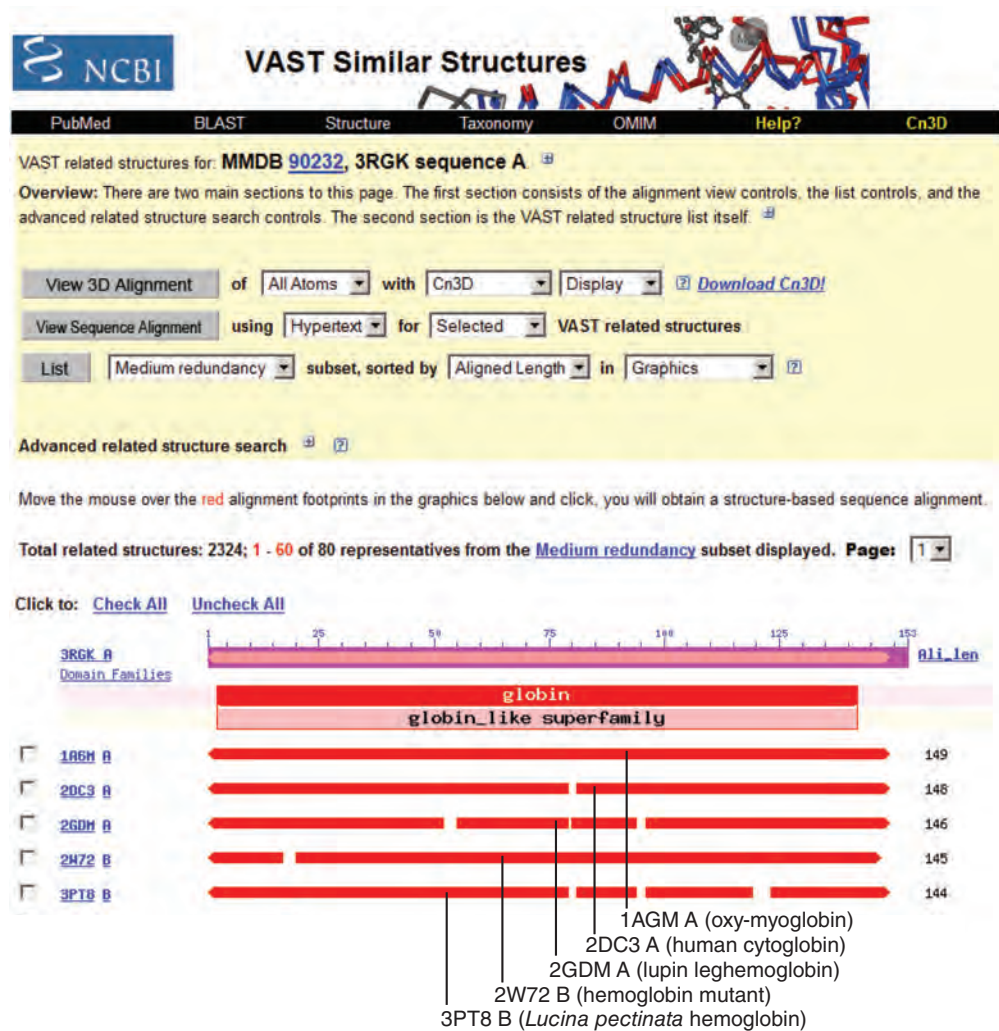 NCBI
VAST Similar Structures
PubMed BLAST Structure Taxonomy OMIM Help? Cn3D
VAST related structures for: MMDB 90232, 3RGK sequence A
Overview: There are two main sections to this page. The first section consists of the alignment view controls, the list controls, and the
advanced related structure search controls. The second section is the VAST related structure list itself.
View 3D Alignment of All Atoms with Cn3D Display ? Download Cn3D!
View Sequence Alignment using Hypertext for Selected VAST related structures
List Medium redundancy subset, sorted by Aligned Length in Graphics ?
Advanced related structure search ?
Move the mouse over the red alignment footprints in the graphics below and click, you will obtain a structure-based sequence alignment.
Total related structures: 2324; 1 - 60 of 80 representatives from the Medium redundancy subset displayed. Page: 1
Click to: Check All Uncheck All
1 25 50 75 100 125 153
3RGK A Ali_len
Domain Families
globin
globin_like superfamily
1A6M A 149
2DC3 A 148
2GDM A 146
2W72 B 145
3PT8 B 144
1AGM A (oxy-myoglobin)
2DC3 A (human cytoglobin)
2GDM A (lupin leghemoglobin)
2W72 B (hemoglobin mutant)
3PT8 B (Lucina pectinata hemoglobin)